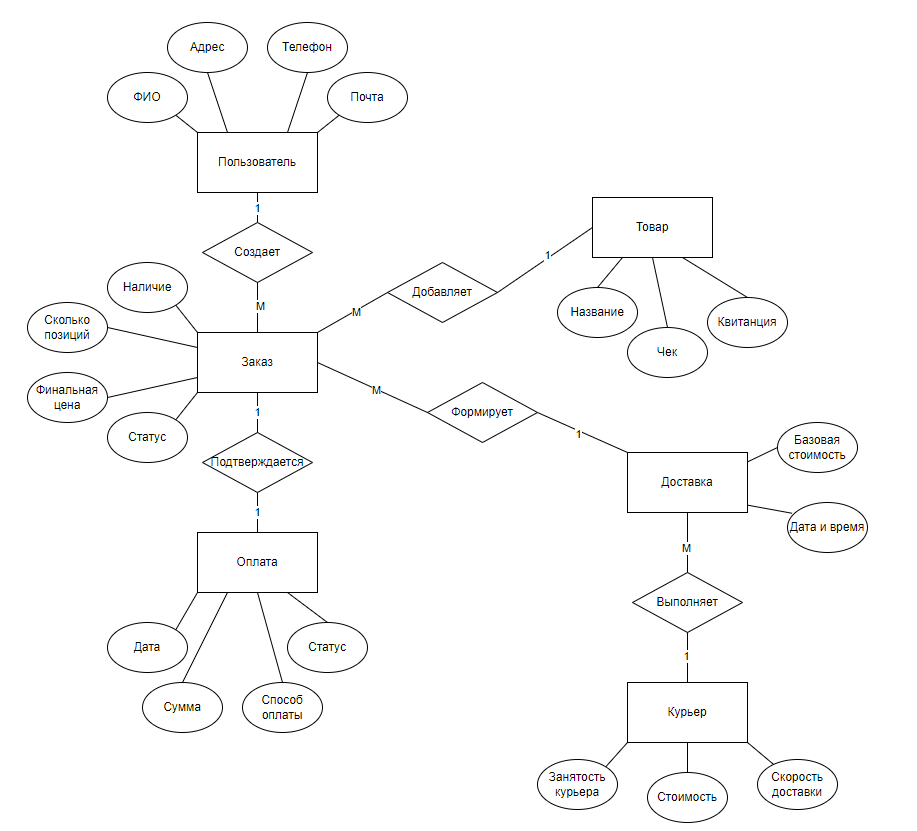 Адрес
Телефон
ФИО
Почта
Пользователь
1
Создает
М
Товар
1
Добавляет
М
Название
Чек
Квитанция
Наличие
Сколько
позиций
Заказ
Финальная
цена
Статус
М
Формирует
1
1
Подтверждается
1
Базовая
стоимость
Доставка
Дата и время
Оплата
М
Выполняет
1
Дата
Статус
Сумма
Способ
оплаты
Курьер
Занятость
курьера
Стоимость
Скорость
доставки